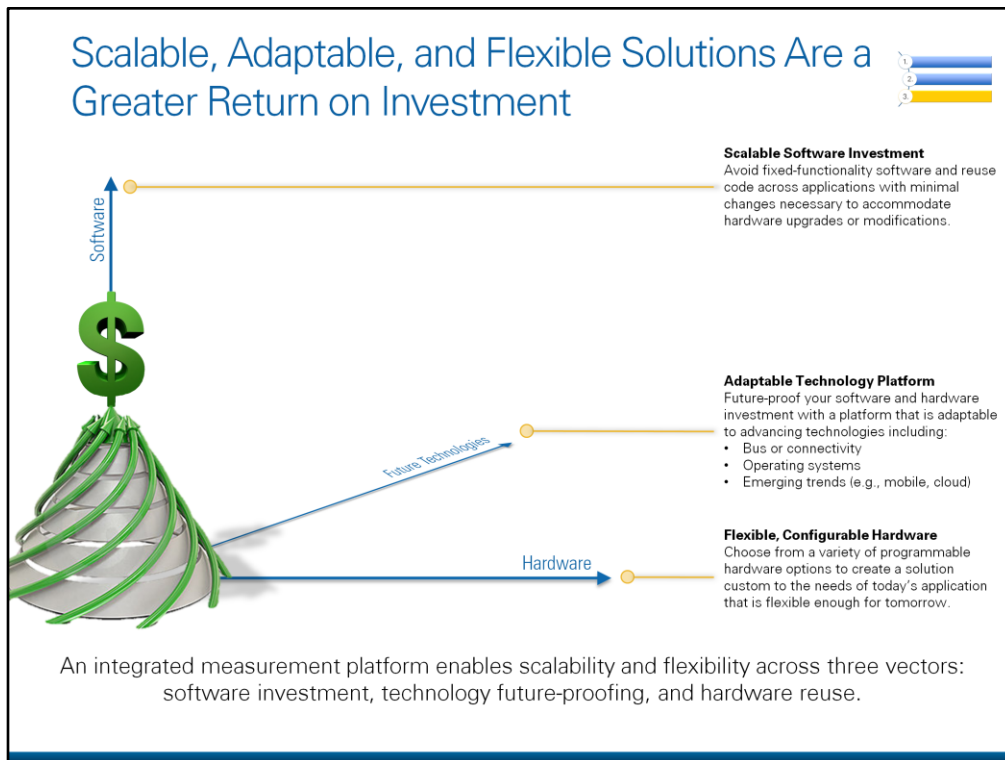 Scalable, Adaptable, and Flexible Solutions Are a
Greater Return on Investment
1.
2.
3.
Scalable Software Investment
Avoid fixed-functionality software and reuse
code across applications with minimal
changes necessary to accommodate
hardware upgrades or modifications.
Software
$
Adaptable Technology Platform
Future-proof your software and hardware
investment with a platform that is adaptable
to advancing technologies including:
• Bus or connectivity
• Operating systems
• Emerging trends (e.g., mobile, cloud)
Future Technologies
Flexible, Configurable Hardware
Choose from a variety of programmable
hardware options to create a solution
custom to the needs of today's application
that is flexible enough for tomorrow.
Hardware
An integrated measurement platform enables scalability and flexibility across three vectors:
software investment, technology future-proofing, and hardware reuse.